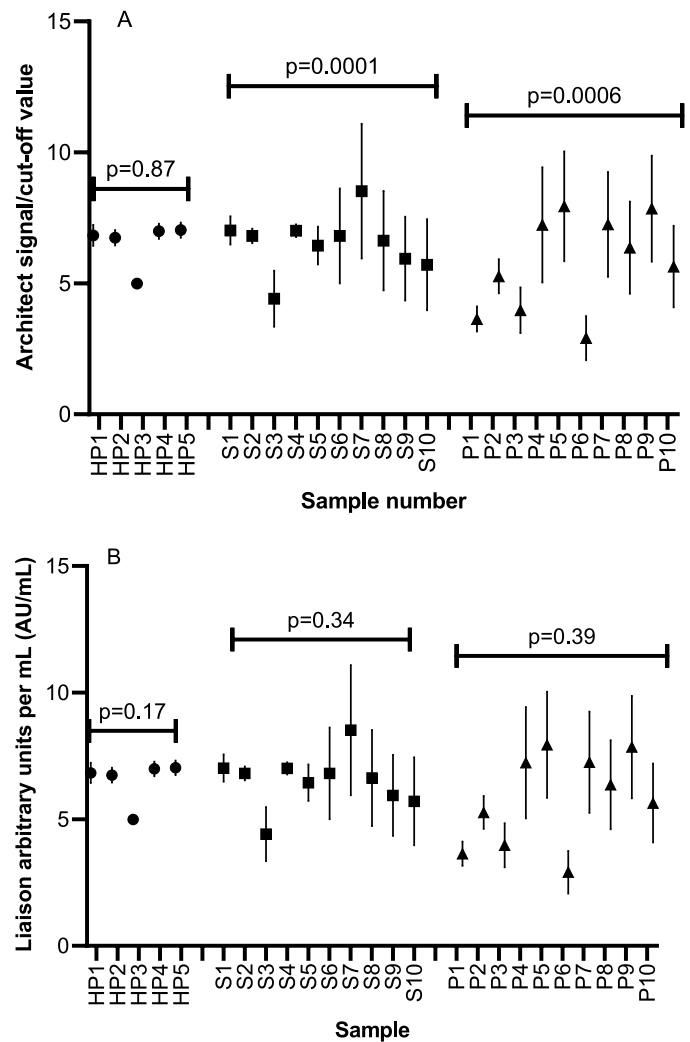 A
15
p=0.0001
p=0.0006
10
p=0.87
5
0
Architect signal/cut-off value
HP1 HP2 HP3 HP4 HP5 S1 S2 S3 S4 S5 S6 S7 S8 S9 S10 P1 P2 P3 P4 P5 P6 P7 P8 P9 P10
Sample number
B
15
p=0.34
p=0.39
10
p=0.17
5
0
Liaison arbitrary units per mL (AU/mL)
HP1 HP2 HP3 HP4 HP5 S1 S2 S3 S4 S5 S6 S7 S8 S9 S10 P1 P2 P3 P4 P5 P6 P7 P8 P9 P10
Sample